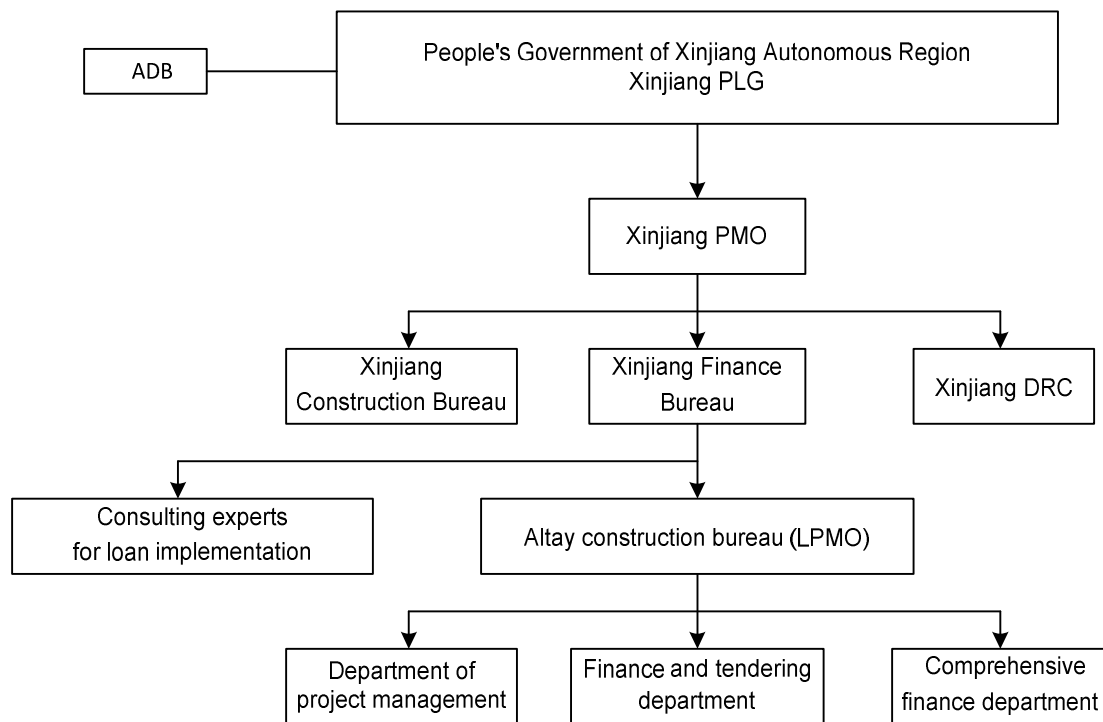 ADB
People's Government of Xinjiang Autonomous Region
Xinjiang PLG
Xinjiang PMO
Xinjiang
Construction Bureau
Xinjiang Finance
Bureau
Xinjiang DRC
Consulting experts
for loan implementation
Altay construction bureau (LPMO)
Department of
project management
Finance and tendering
department
Comprehensive
finance department